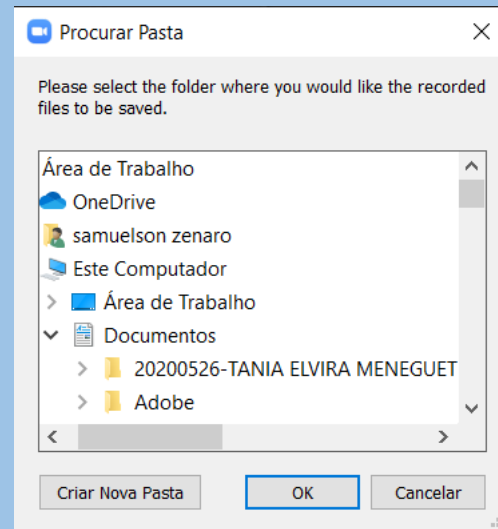 Procurar Pasta
Please select the folder where you would like the recorded
files to be saved.
Área de Trabalho
OneDrive
samuelson zenaro
Este Computador
Área de Trabalho
Documentos
20200526-TANIA ELVIRA MENEGUET
Adobe
Criar Nova Pasta
OK
Cancelar